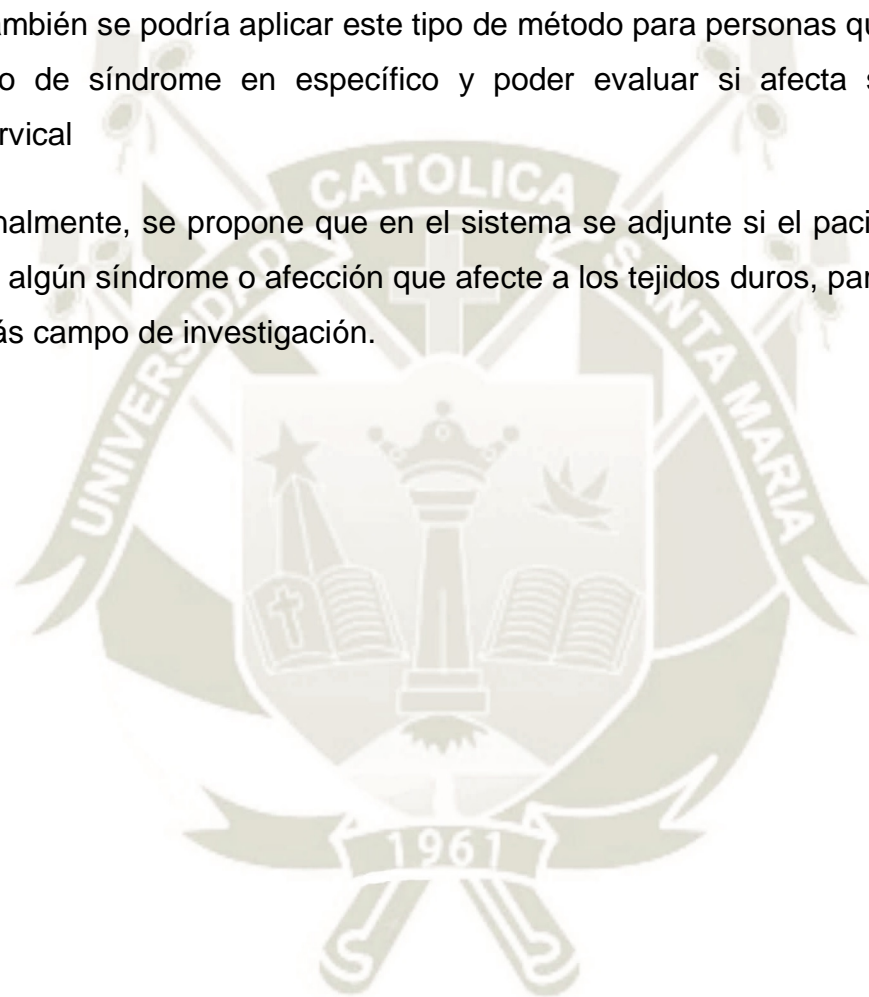 ambién se podría aplicar este tipo de método para personas qu
o de síndrome en específico y poder evaluar si afecta s
rvical
nalmente, se propone que en el sistema se adjunte si el paci
algún síndrome o afección que afecte a los tejidos duros, par
ás campo de investigación.
UNIVERSIDAD CATOLICA SANTA MARIA
1961